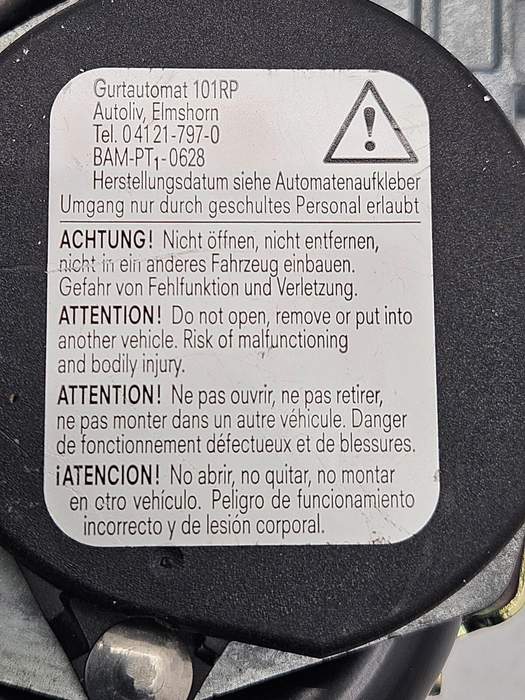 Gurtautomat 101RP
Autoliv, Elmshorn
Tel. 0 41 21-797-0
BAM-PT1-0628
Herstellungsdatum siehe Automatenaufkleber
Umgang nur durch geschultes Personal erlaubt
ACHTUNG! Nicht öffnen, nicht entfernen,
nicht in ein anderes Fahrzeug einbauen.
Gefahr von Fehlfunktion und Verletzung.
ATTENTION! Do not open, remove or put into
another vehicle. Risk of malfunctioning
and bodily injury.
ATTENTION! Ne pas ouvrir, ne pas retirer,
ne pas monter dans un autre véhicule. Danger
de fonctionnement défectueux et de blessures.
¡ATENCION! No abrir, no quitar, no montar
en otro vehículo. Peligro de funcionamiento
incorrecto y de lesión corporal.